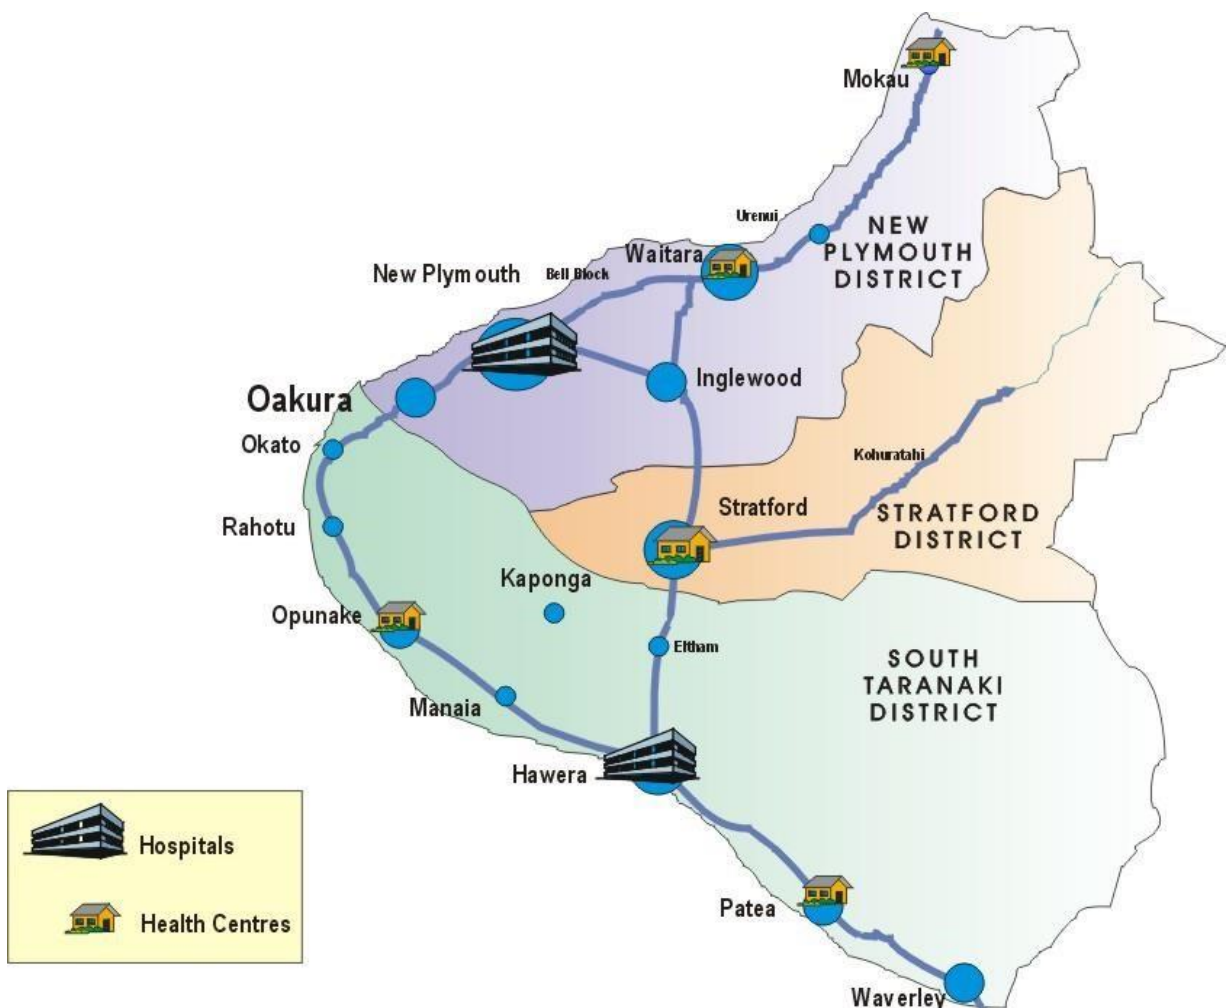 Mokau
Urenui
NEW
PLYMOUTH
DISTRICT
Waitara
New Plymouth
Bell Block
Inglewood
Oakura
Okato
Kohuratahi
Stratford
STRATFORD
DISTRICT
Rahotu
Kaponga
Opunake
Eltham
SOUTH
TARANAKI
DISTRICT
Manaia
Hawera
Hospitals
Patea
Health Centres
Waverley